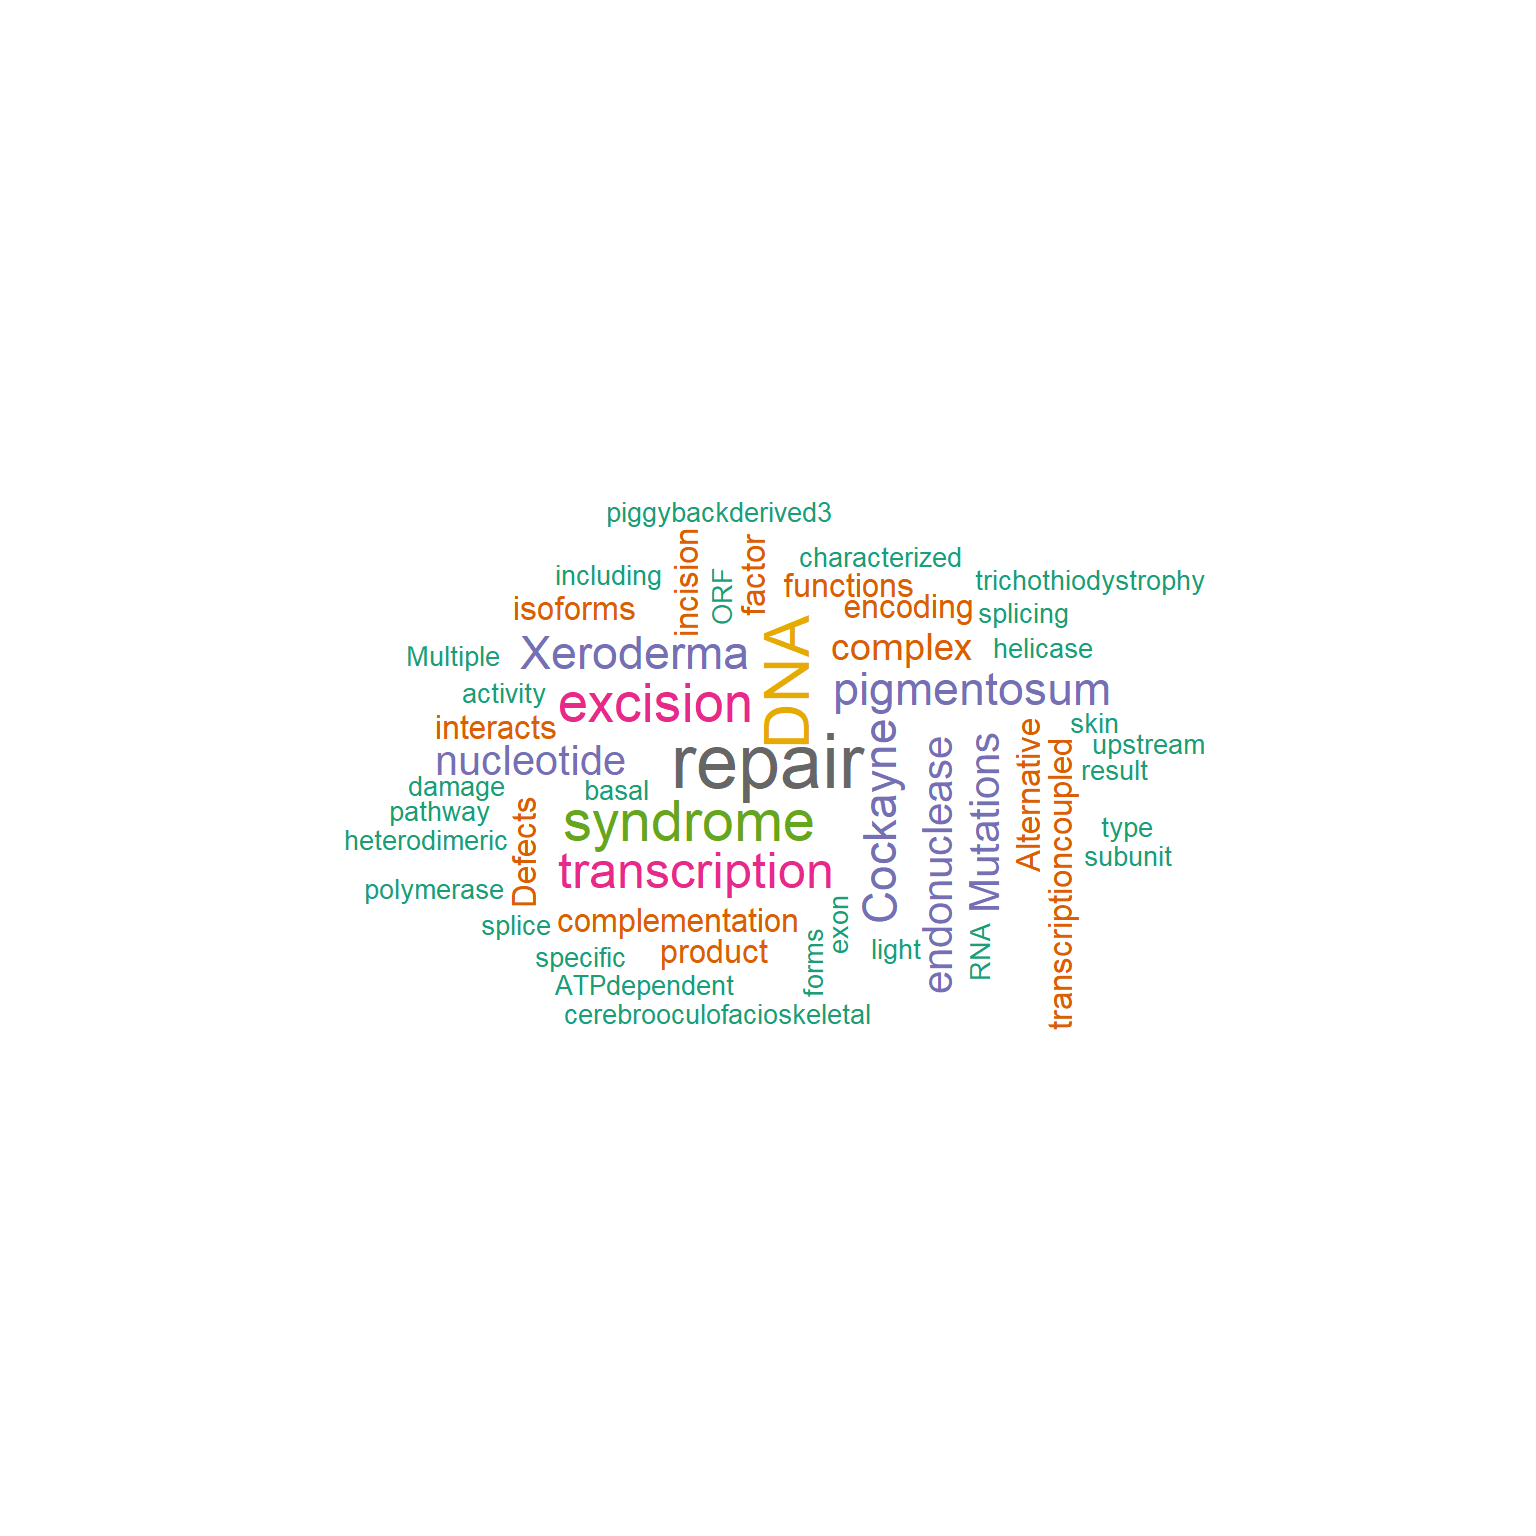 piggybackderived3
characterized
including
incision
ORF
factor
functions
trichothiodystrophy
isoforms
encoding
splicing
Multiple
Xeroderma
DNA
complex
helicase
activity
excision
pigmentosum
interacts
skin
upstream
nucleotide
repair
Cockayne
endonuclease
Mutations
Alternative
transcriptioncoupled
result
damage
basal
pathway
syndrome
type
heterodimeric
Defects
subunit
transcription
polymerase
splice
complementation
exon
light
RNA
specific
product
forms
ATPdependent
cerebrooculofacioskeletal